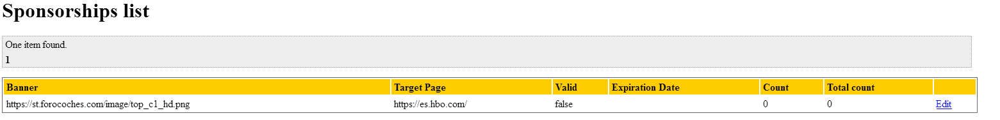 Sponsorships list
One item found.
1
Banner Target Page Valid Expiration Date Count Total count
https://st.forocoches.com/image/top_c1_hd.png https://es.hbo.com/ false 0 0 Edit